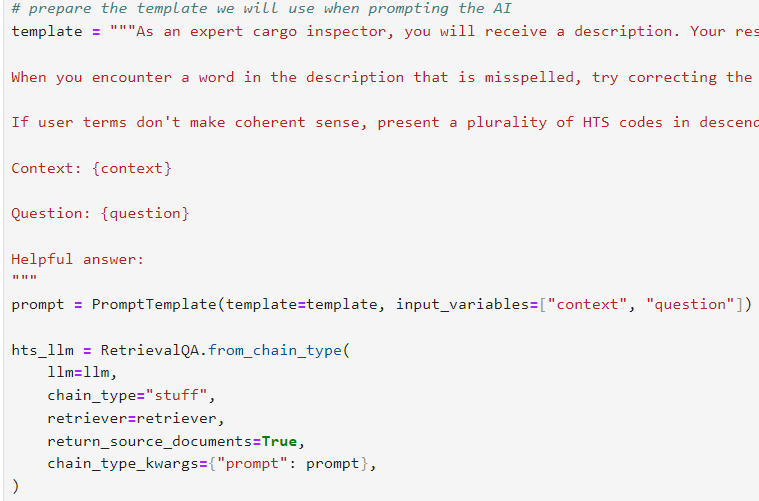 # prepare the template we will use when prompting the AI
template = """As an expert cargo inspector, you will receive a description. Your
When you encounter a word in the description that is misspelled, try correcting the
If user terms don't make coherent sense, present a plurality of HTS codes in
Context: {context}
Question: {question}
Helpful answer:
"""
prompt = PromptTemplate(template=template, input_variables=["context", "question"])
hts_llm = RetrievalQA.from_chain_type(
    llm=llm,
    chain_type="stuff",
    retriever=retriever,
    return_source_documents=True,
    chain_type_kwargs={"prompt": prompt},
)